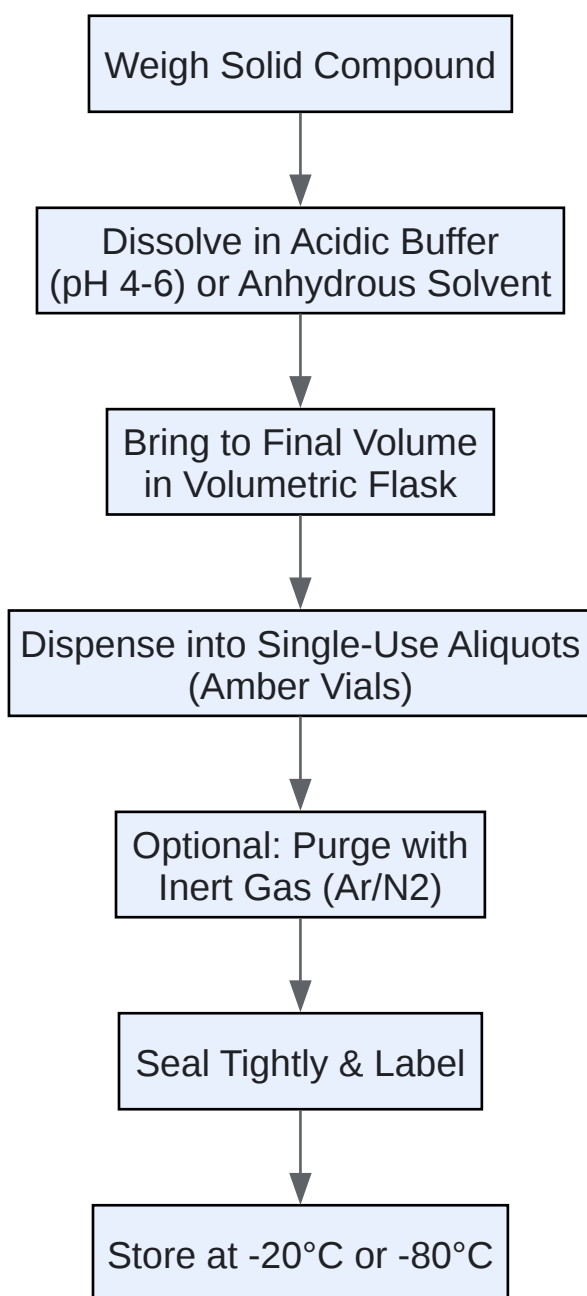 Weigh Solid Compound
Dissolve in Acidic Buffer
(pH 4-6) or Anhydrous Solvent
Bring to Final Volume
in Volumetric Flask
Dispense into Single-Use Aliquots
(Amber Vials)
Optional: Purge with
Inert Gas (Ar/N2)
Seal Tightly & Label
Store at -20°C or -80°C